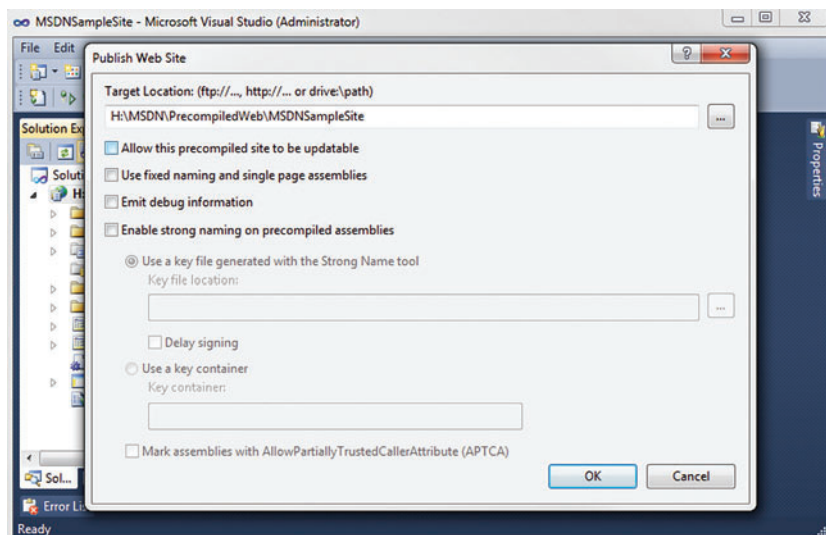 MSDNSampleSite - Microsoft Visual Studio (Administrator)
File Edit
Publish Web Site
Target Location: (ftp://..., http://... or drive:\path)
H:\MSDN\PrecompiledWeb\MSDNSampleSite
...
Allow this precompiled site to be updatable
Use fixed naming and single page assemblies
Emit debug information
Enable strong naming on precompiled assemblies
Use a key file generated with the Strong Name tool
Key file location:
...
Delay signing
Use a key container
Key container:
Mark assemblies with AllowPartiallyTrustedCallerAttribute (APTCA)
OK Cancel
Solution Ex
Soluti
H:
Sol...
Error Lis
Ready
Properties